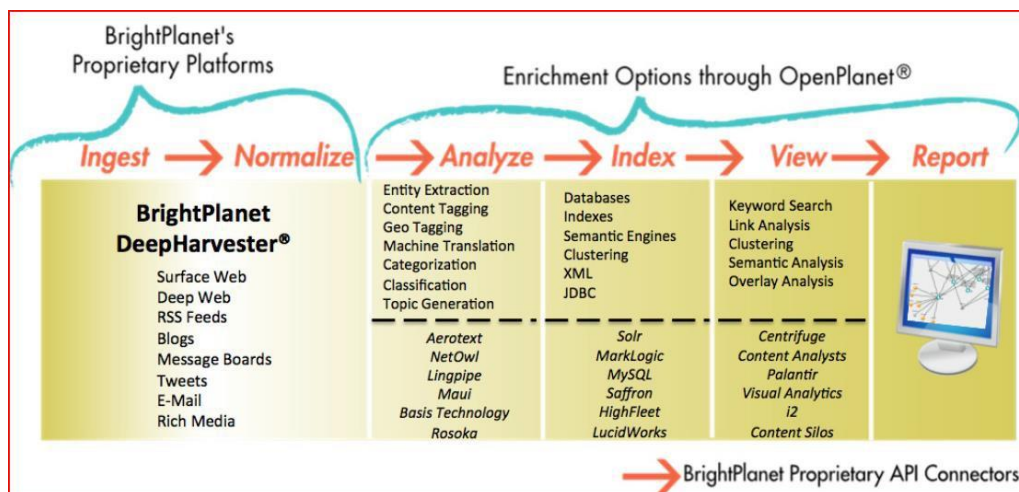 BrightPlanet's
Proprietary Platforms
Enrichment Options through OpenPlanet®
Ingest
Normalize
Analyze
Index
View
Report
BrightPlanet
DeepHarvester®
Surface Web
Deep Web
RSS Feeds
Blogs
Message Boards
Tweets
E-Mail
Rich Media
Entity Extraction
Content Tagging
Geo Tagging
Machine Translation
Categorization
Classification
Topic Generation
Aerotext
NetOwl
Lingpipe
Maui
Basis Technology
Rosoka
Databases
Indexes
Semantic Engines
Clustering
XML
JDBC
Solr
MarkLogic
MySQL
Saffron
HighFleet
LucidWorks
Keyword Search
Link Analysis
Clustering
Semantic Analysis
Overlay Analysis
Centrifuge
Content Analysts
Palantir
Visual Analytics
i2
Content Silos
BrightPlanet Proprietary API Connectors